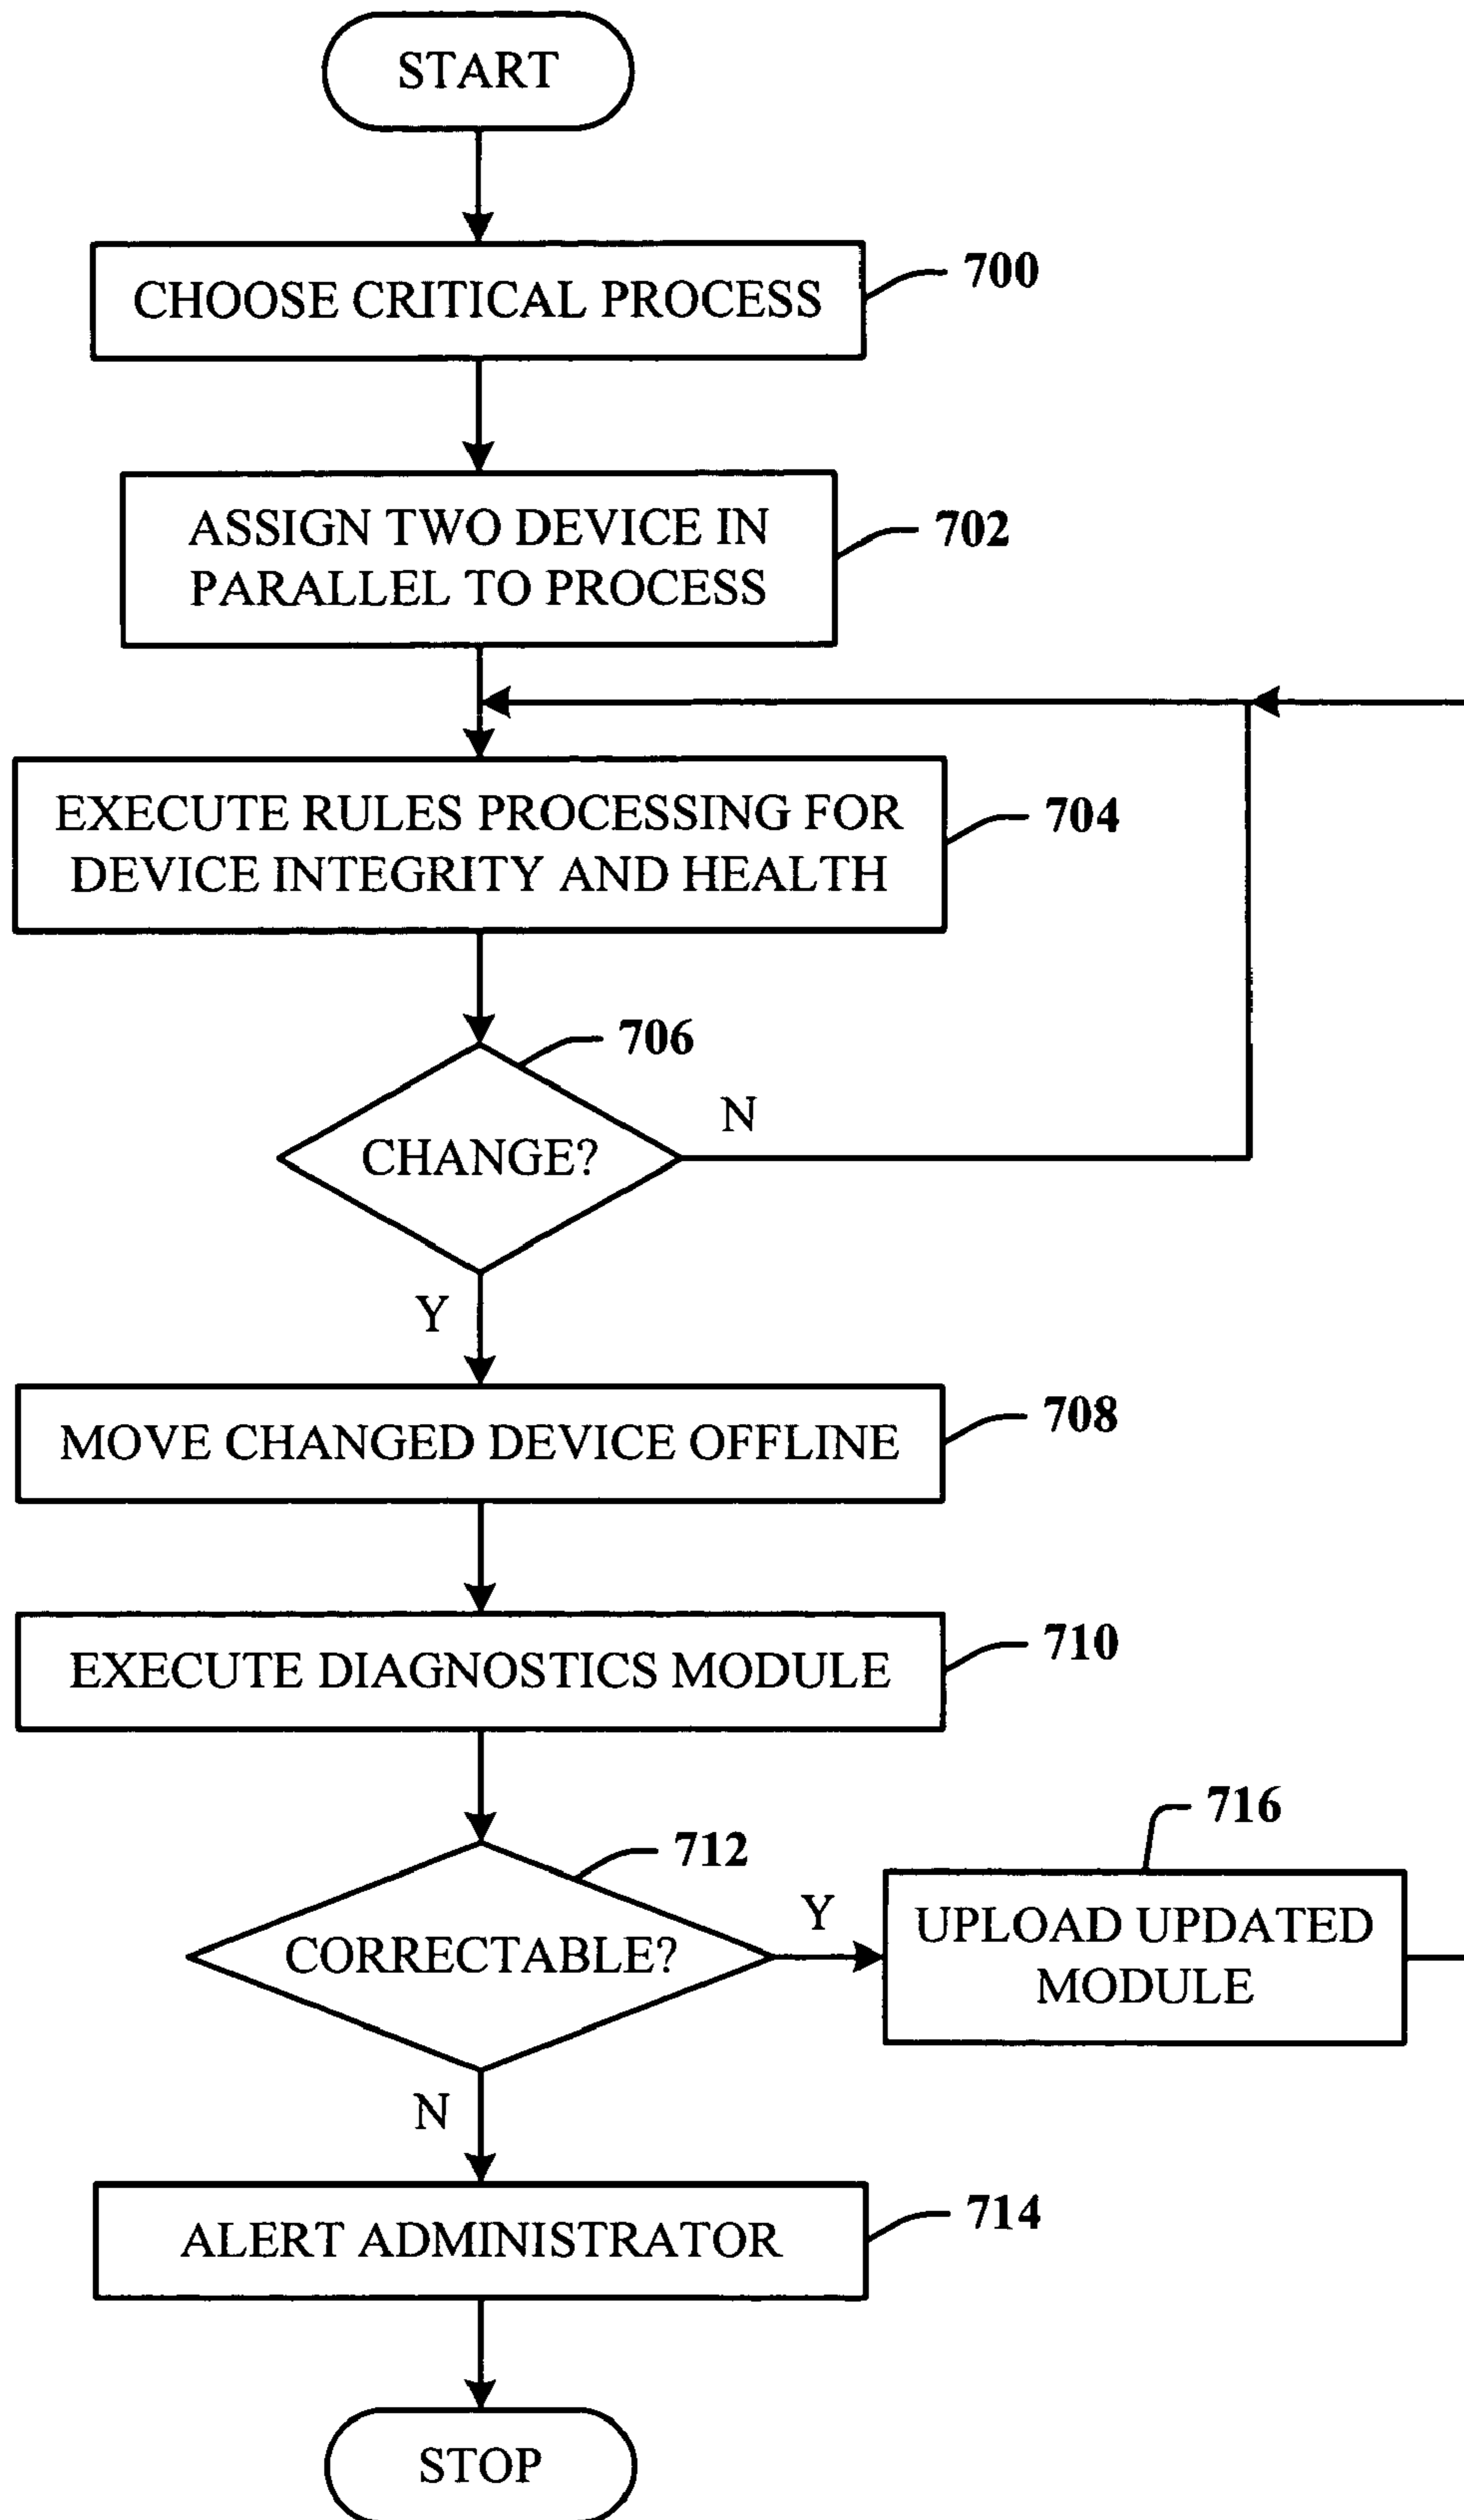 START
CHOOSE CRITICAL PROCESS
700
ASSIGN TWO DEVICE IN
PARALLEL TO PROCESS
702
EXECUTE RULES PROCESSING FOR
DEVICE INTEGRITY AND HEALTH
704
706
CHANGE?
N
Y
MOVE CHANGED DEVICE OFFLINE
708
EXECUTE DIAGNOSTICS MODULE
710
712
CORRECTABLE?
Y
716
UPLOAD UPDATED
MODULE
N
ALERT ADMINISTRATOR
714
STOP